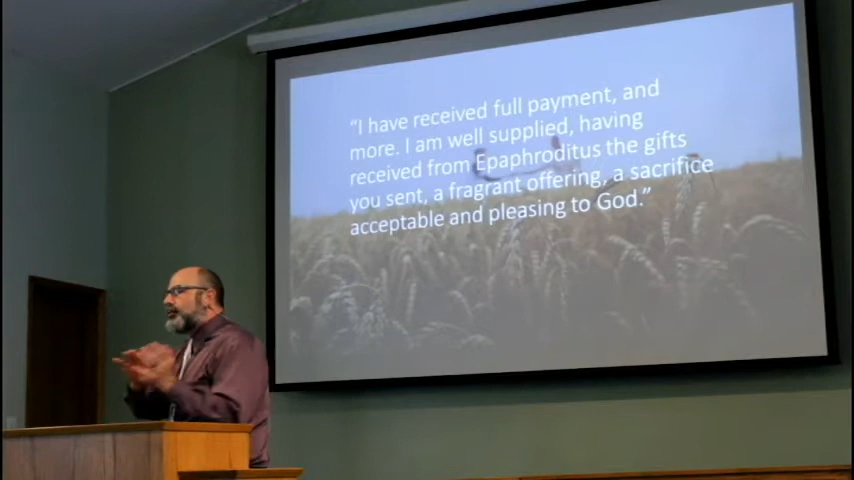 “I have received full payment, and
more. I am well supplied, having
received from Epaphroditus the gifts
you sent, a fragrant offering, a sacrifice
acceptable and pleasing to God.”